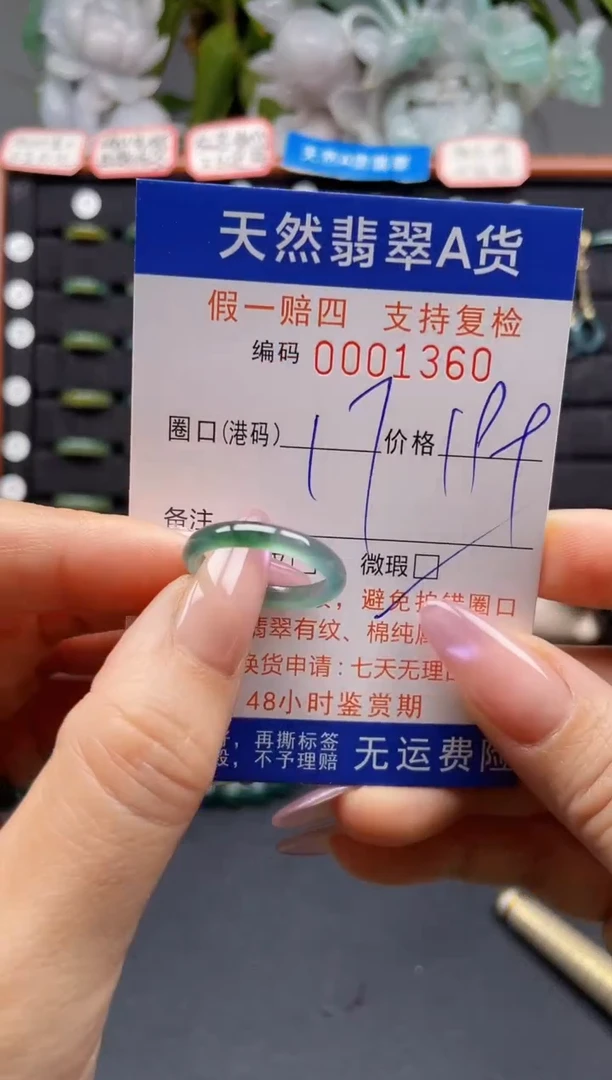 天然翡翠A货
假一赔四 支持复检
编码 0001360
圈口(港码) 17 价格 199
备注
微瑕□
避免拍错圈口
翡翠有纹、棉纯属
换货申请:七天无理由
48小时鉴赏期
再撕标签
不予理赔
无运费险